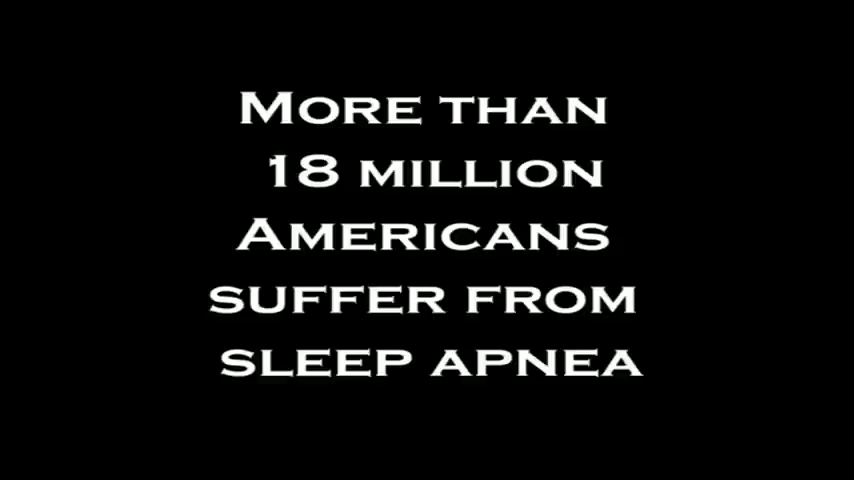 More than
18 million
Americans
suffer from
sleep apnea